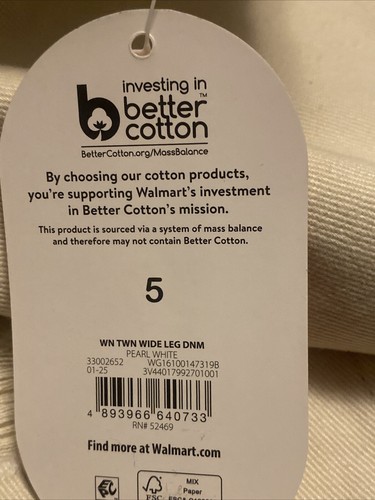 investing in
better™
cotton
BetterCotton.org/MassBalance
By choosing our cotton products,
you're supporting Walmart's investment
in Better Cotton's mission.
This product is sourced via a system of mass balance
and therefore may not contain Better Cotton.
5
WN TWN WIDE LEG DNM
PEARL WHITE
33002652 WG16100147319B
01-25 3V44017992701001
4 893966 640733
RN# 52469
Find more at Walmart.com
MIX
Paper
FSC